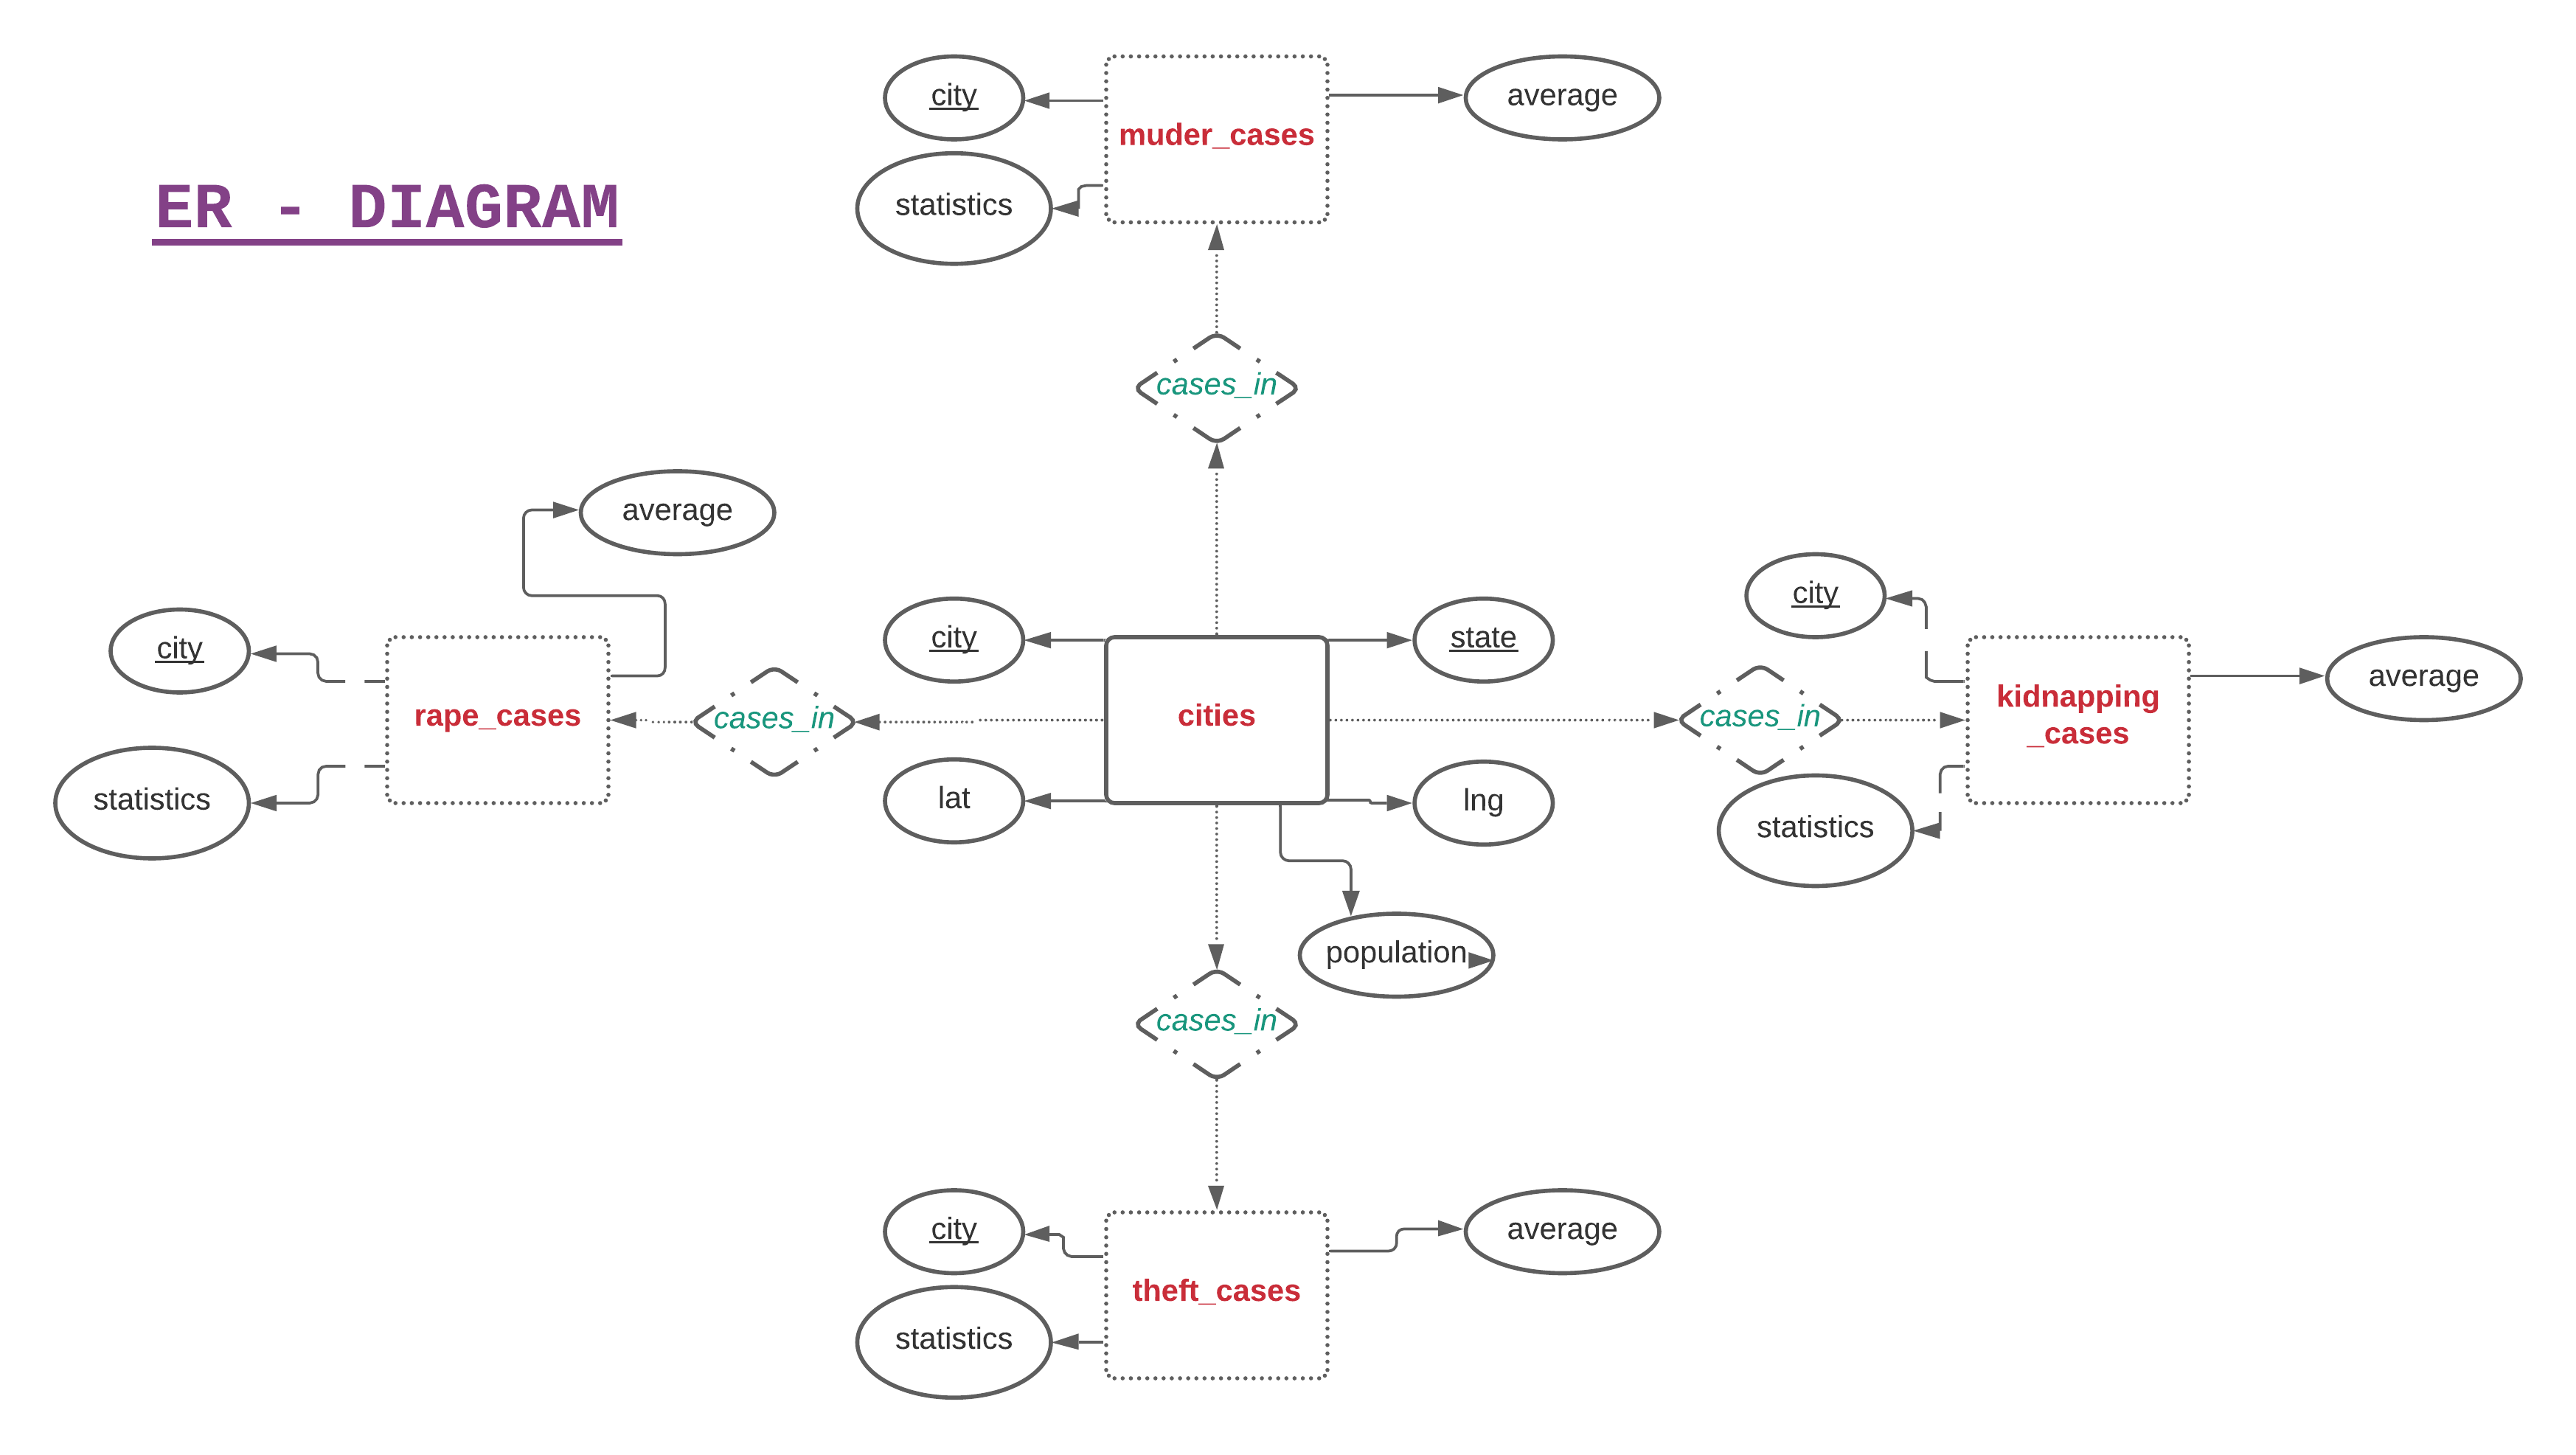 city
average
muder_cases
ER - DIAGRAM
statistics
cases_in
average
city
city
city
state
rape_cases
cases_in
cities
cases_in
kidnapping
_cases
average
statistics
lat
lng
statistics
population
cases_in
city
average
theft_cases
statistics